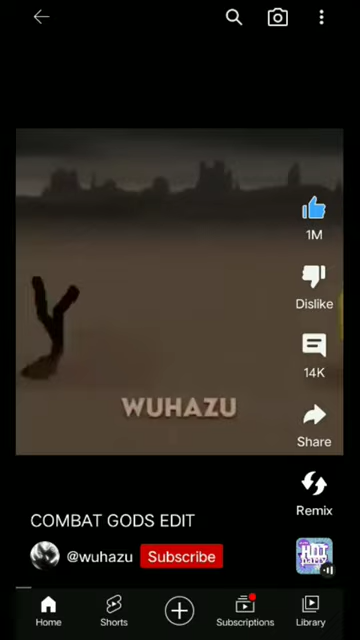 WUHAZU
1M
Dislike
14K
Share
Remix
COMBAT GODS EDIT
@wuhazu
Subscribe
Home
Shorts
Subscriptions
Library